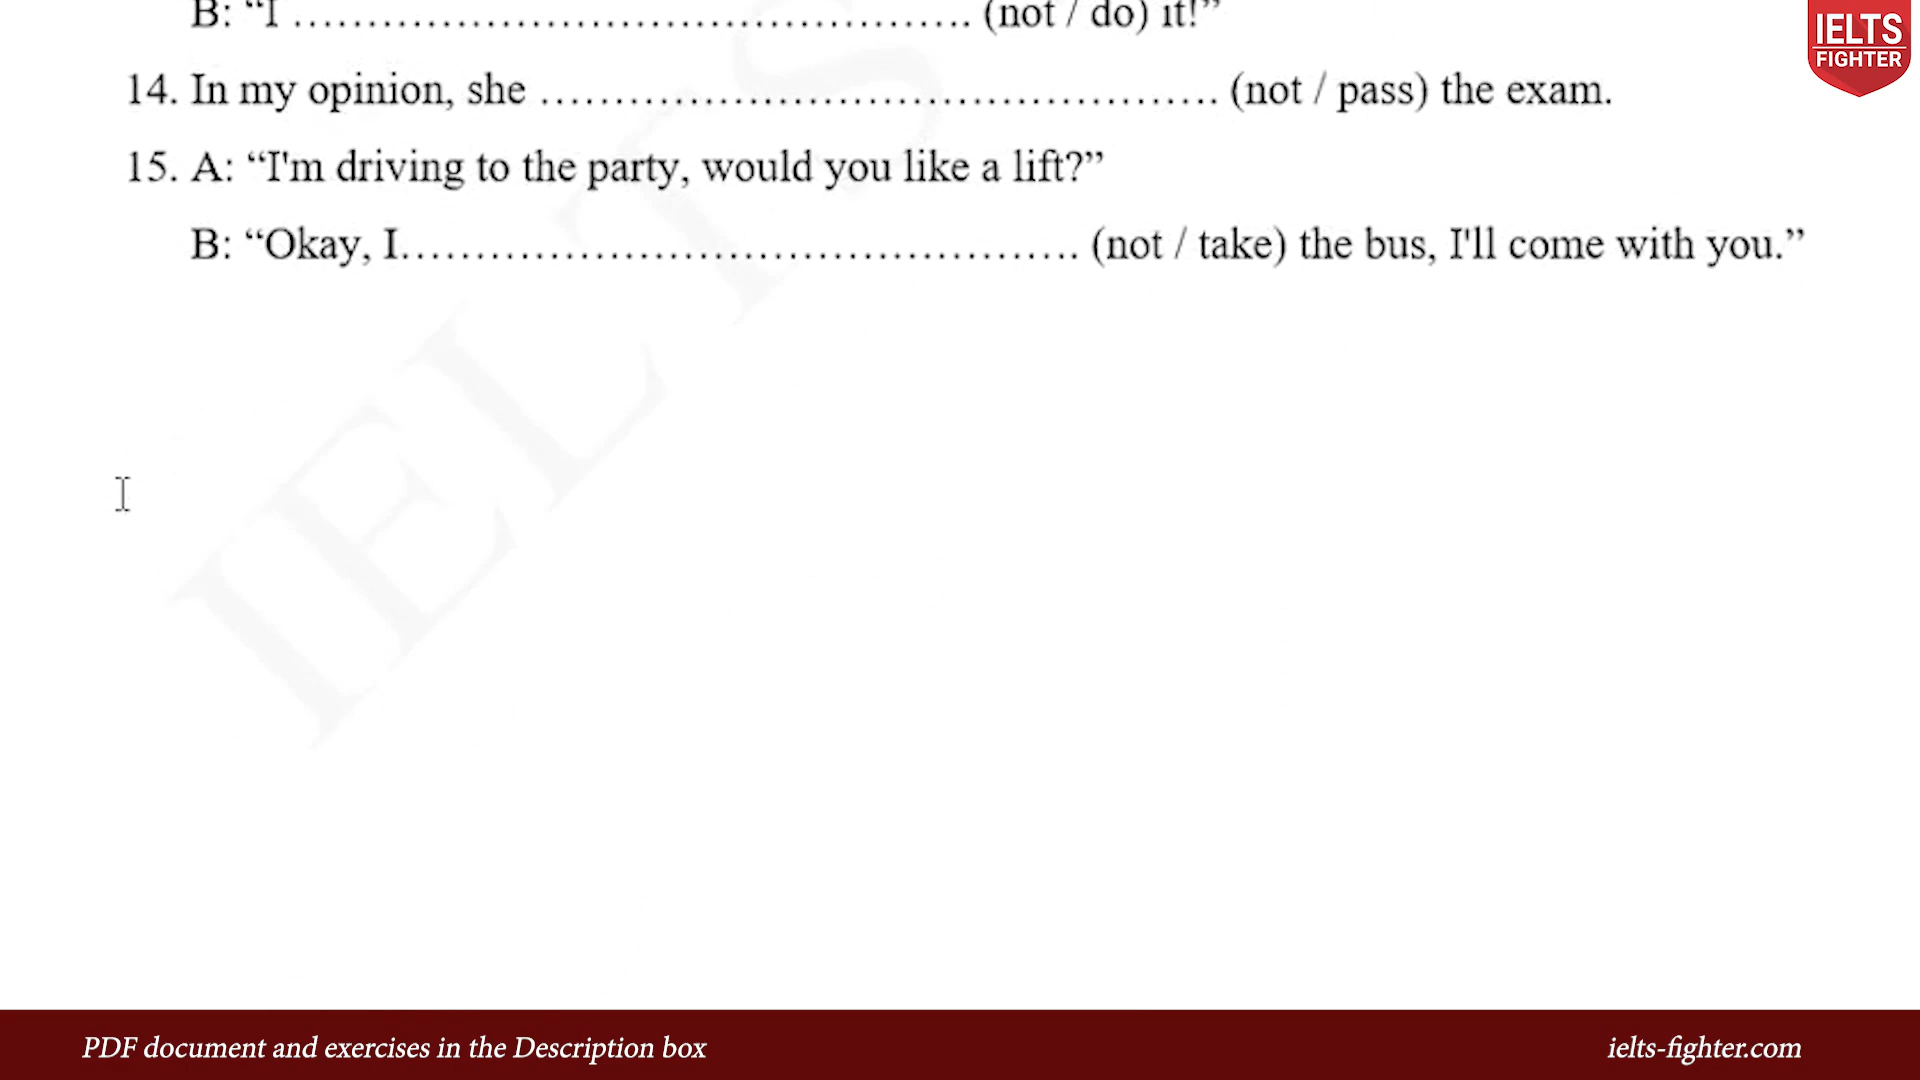 B: “I ………………………………………. (not / do) it!”
IELTS
FIGHTER
14. In my opinion, she ………………………………………. (not / pass) the exam.
15. A: “I'm driving to the party, would you like a lift?”
B: “Okay, I………………………………………. (not / take) the bus, I'll come with you.”
IELTS
PDF document and exercises in the Description box
ielts-fighter.com